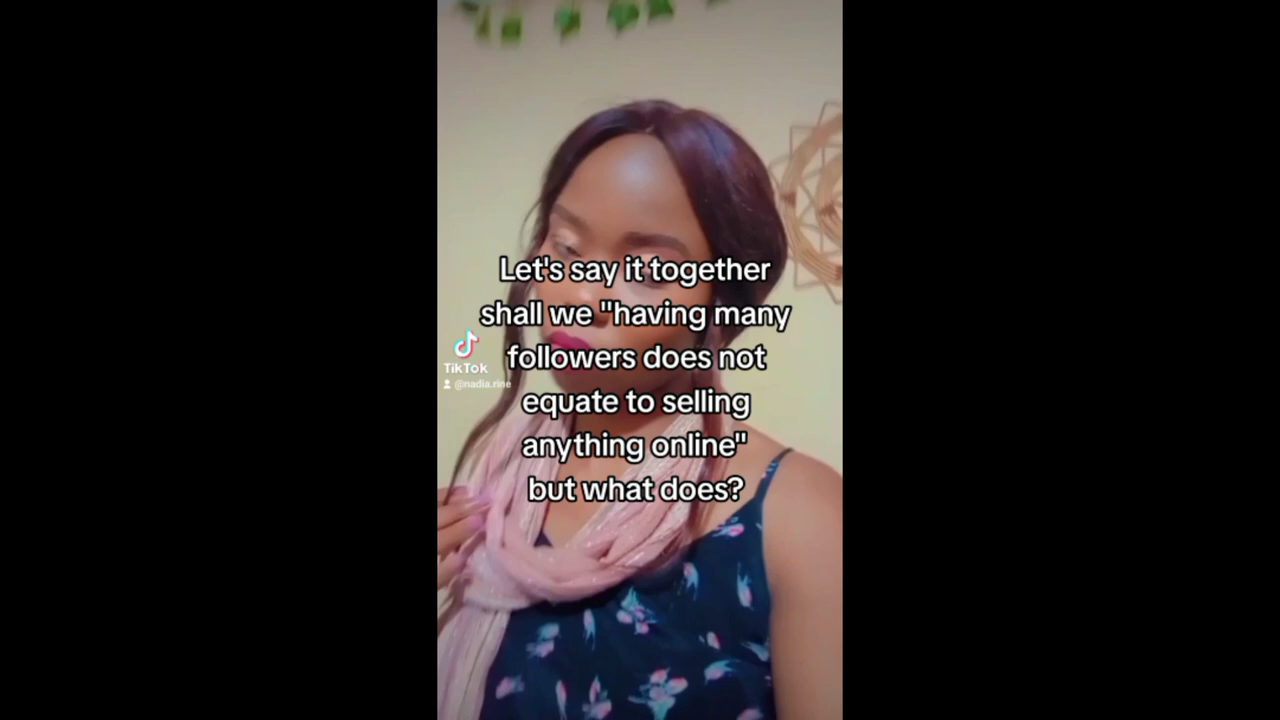 Let's say it together
shall we "having many
followers does not
equate to selling
anything online"
but what does?
TikTok
@nadia.rine